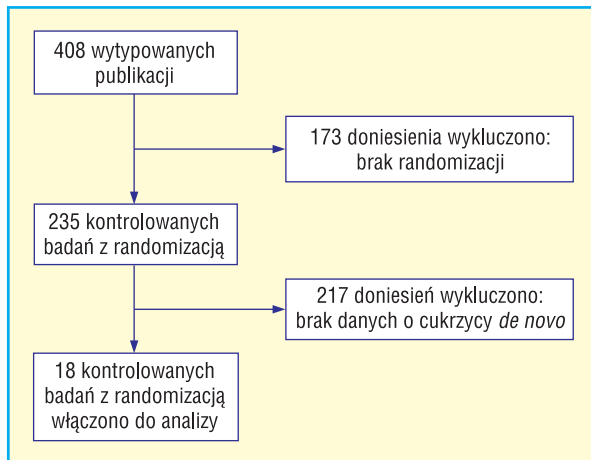 408 wytypowanych
publikacji
173 doniesienia wykluczono:
brak randomizacji
235 kontrolowanych
badań z randomizacją
217 doniesień wykluczono:
brak danych o cukrzycy de novo
18 kontrolowanych
badań z randomizacją
włączono do analizy